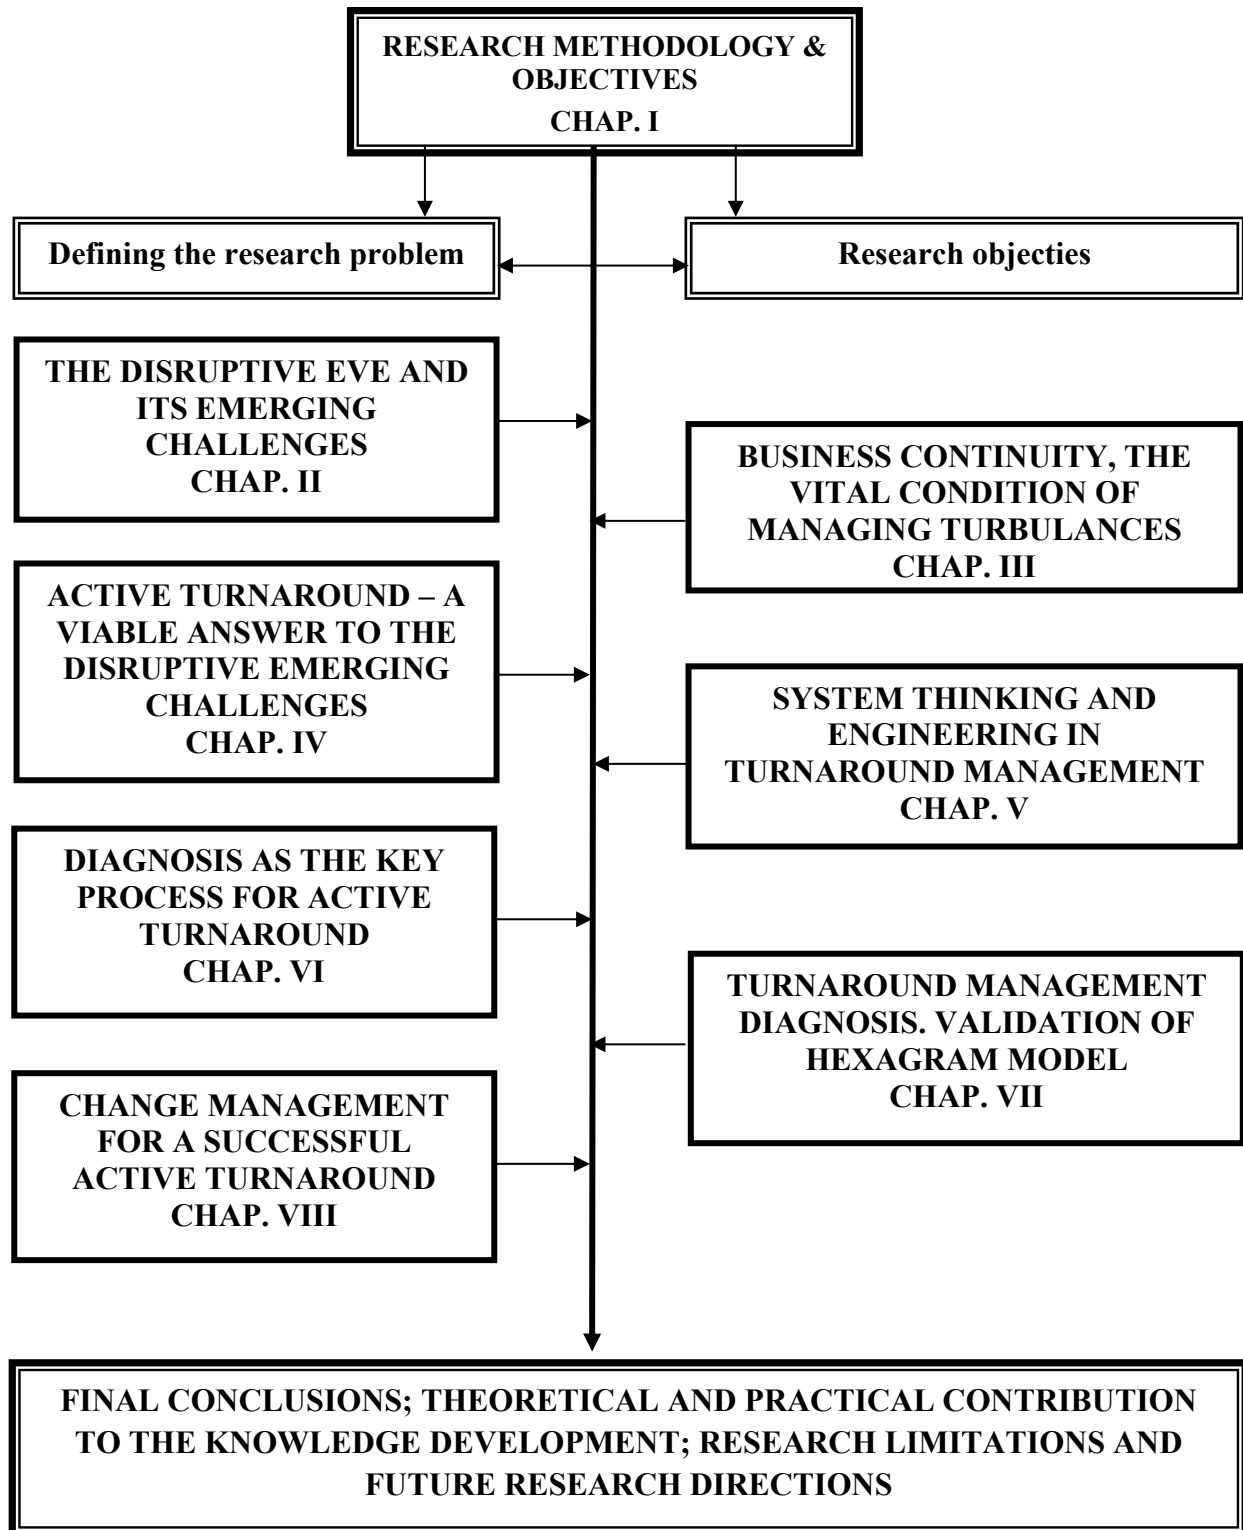 RESEARCH METHODOLOGY &
OBJECTIVES
CHAP. I
Defining the research problem
Research objecties
THE DISRUPTIVE EVE AND
ITS EMERGING
CHALLENGES
CHAP. II
BUSINESS CONTINUITY, THE
VITAL CONDITION OF
MANAGING TURBULANCES
CHAP. III
ACTIVE TURNAROUND – A
VIABLE ANSWER TO THE
DISRUPTIVE EMERGING
CHALLENGES
CHAP. IV
SYSTEM THINKING AND
ENGINEERING IN
TURNAROUND MANAGEMENT
CHAP. V
DIAGNOSIS AS THE KEY
PROCESS FOR ACTIVE
TURNAROUND
CHAP. VI
TURNAROUND MANAGEMENT
DIAGNOSIS. VALIDATION OF
HEXAGRAM MODEL
CHAP. VII
CHANGE MANAGEMENT
FOR A SUCCESSFUL
ACTIVE TURNAROUND
CHAP. VIII
FINAL CONCLUSIONS; THEORETICAL AND PRACTICAL CONTRIBUTION
TO THE KNOWLEDGE DEVELOPMENT; RESEARCH LIMITATIONS AND
FUTURE RESEARCH DIRECTIONS